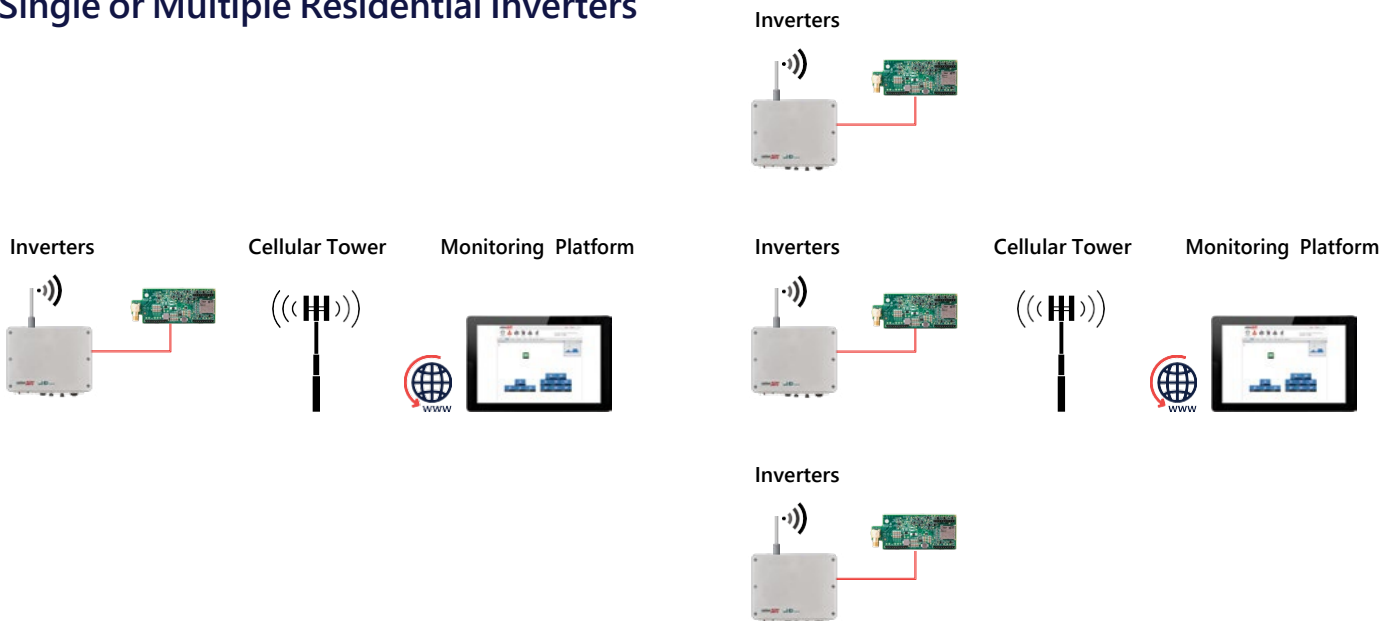 Single or Multiple Residential Inverters
Inverters
Inverters
Cellular Tower
Monitoring Platform
www
Inverters
Cellular Tower
Monitoring Platform
www
Inverters